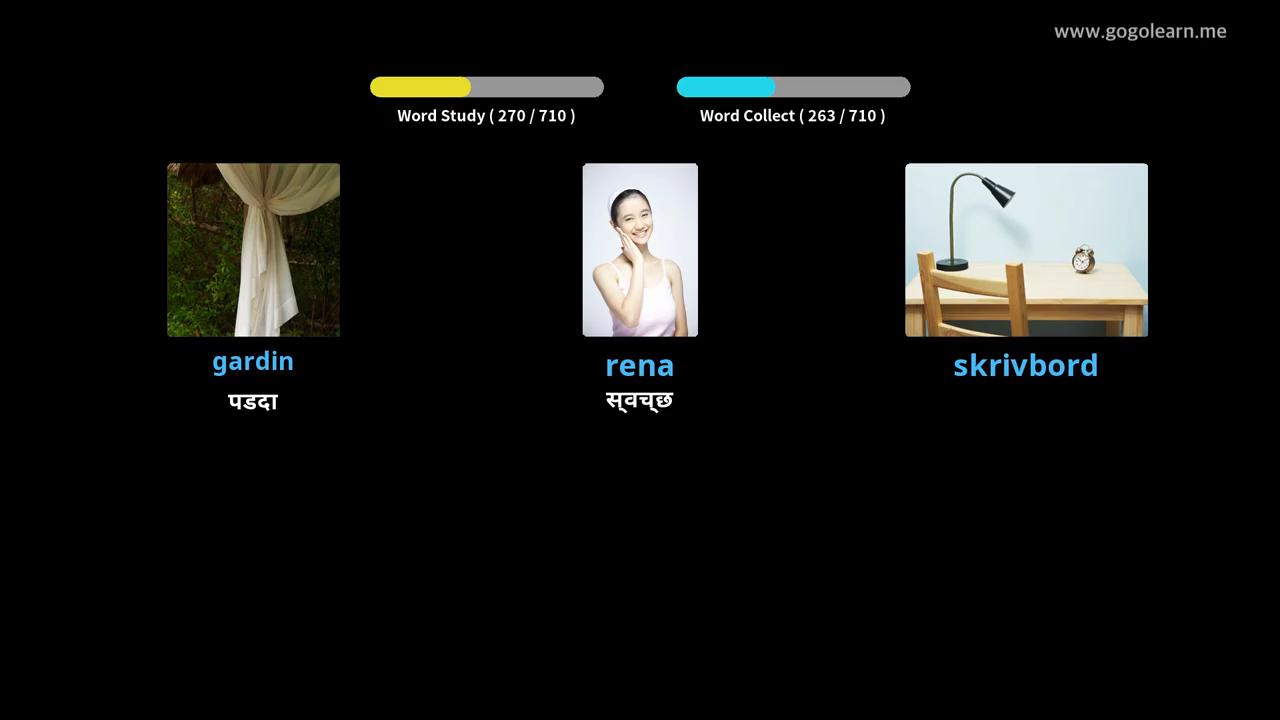 www.gogolearn.me
Word Study ( 270 / 710 )
Word Collect ( 263 / 710 )
gardin
rena
skrivbord
पडदा
स्वच्छ